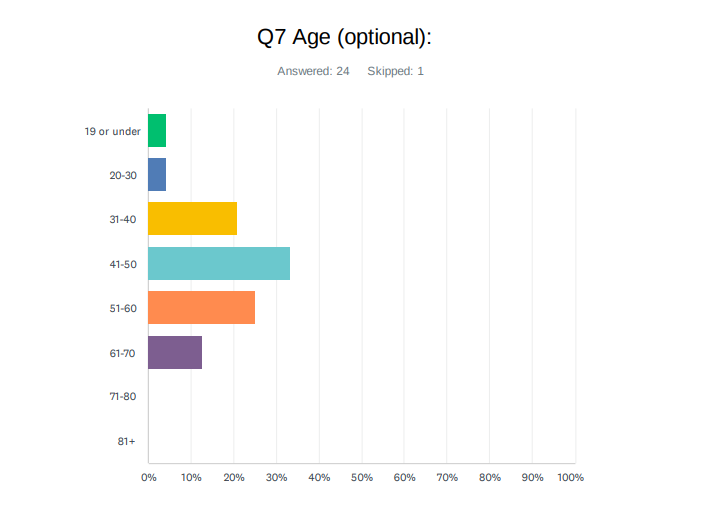 Q7 Age (optional):
Answered: 24 Skipped: 1
19 or under
20-30
31-40
41-50
51-60
61-70
71-80
81+
0% 10% 20% 30% 40% 50% 60% 70% 80% 90% 100%